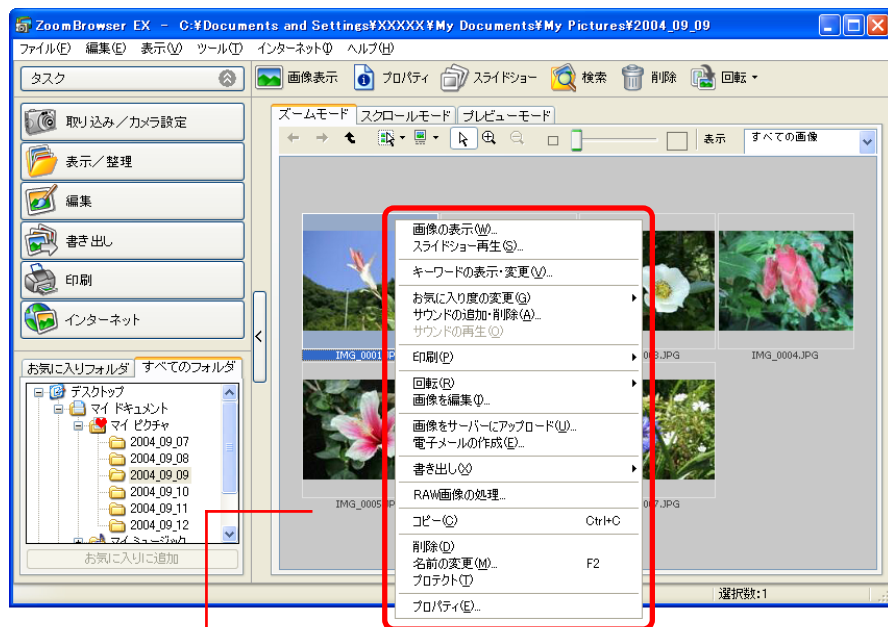 ZoomBrowser EX - C:¥Documents and Settings¥XXXXX¥My Documents¥My Pictures¥2004_09_09
ファイル(F) 編集(E) 表示(V) ツール(T) インターネット(I) ヘルプ(H)
タスク
画像表示 プロパティ スライドショー 検索 削除 回転
取り込み／カメラ設定
表示／整理
編集
書き出し
印刷
インターネット
お気に入りフォルダ すべてのフォルダ
デスクトップ
マイ ドキュメント
マイ ピクチャ
2004_09_07
2004_09_08
2004_09_09
2004_09_10
2004_09_11
2004_09_12
マイ ミュージック
お気に入りに追加
ズームモード スクロールモード プレビューモード
表示 すべての画像
IMG_0001.JP
003.JPG
IMG_0004.JPG
IMG_0005.JP
007.JPG
画像の表示(W)...
スライドショー再生(S)...
キーワードの表示・変更(V)...
お気に入り度の変更(G)
サウンドの追加・削除(A)...
サウンドの再生(O)
印刷(P)
回転(R)
画像を編集(I)...
画像をサーバーにアップロード(U)...
電子メールの作成(E)...
書き出し(X)
RAW画像の処理...
コピー(C) Ctrl+C
削除(D)
名前の変更(M)... F2
プロテクト(T)
プロパティ(E)...
選択数:1